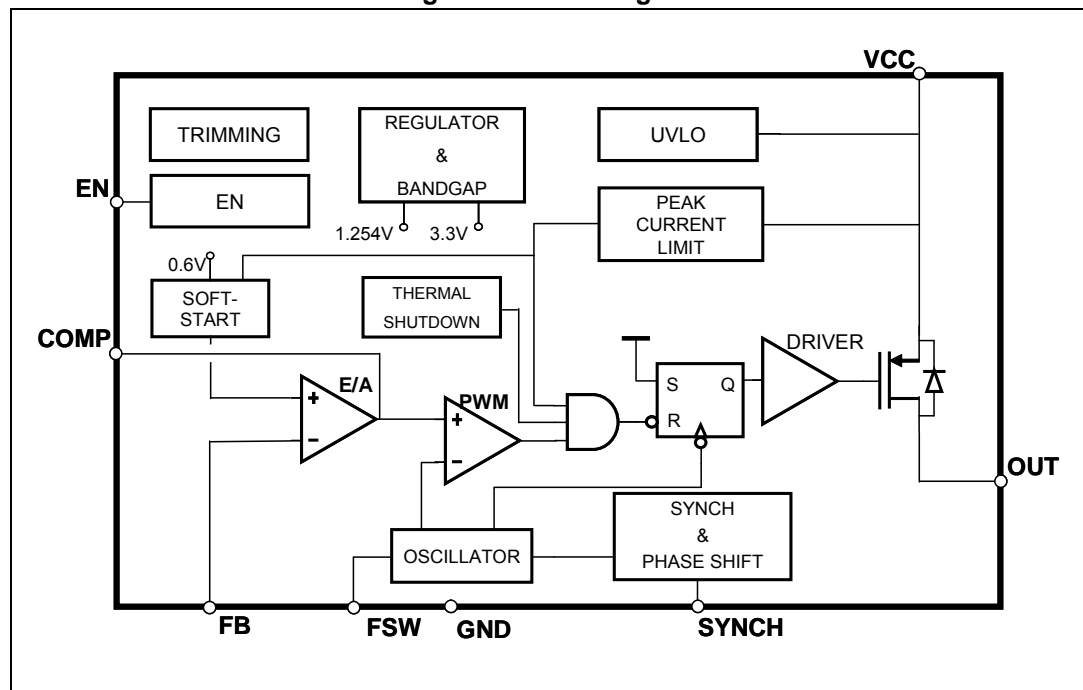 VCC
TRIMMING
REGULATOR
&
BANDGAP
UVLO
EN
EN
PEAK
CURRENT
LIMIT
1.254V
3.3V
0.6V
SOFT-
START
THERMAL
SHUTDOWN
COMP
DRIVER
E/A
+
-
PWM
+
-
S
Q
R
OUT
SYNCH
&
PHASE SHIFT
OSCILLATOR
FB
FSW
GND
SYNCH